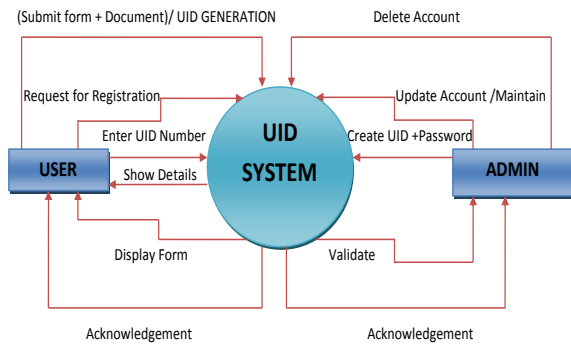 (Submit form + Document)/ UID GENERATION
Delete Account
Request for Registration
Update Account /Maintain
Enter UID Number
UID
SYSTEM
Create UID +Password
USER
ADMIN
Show Details
Display Form
Validate
Acknowledgement
Acknowledgement